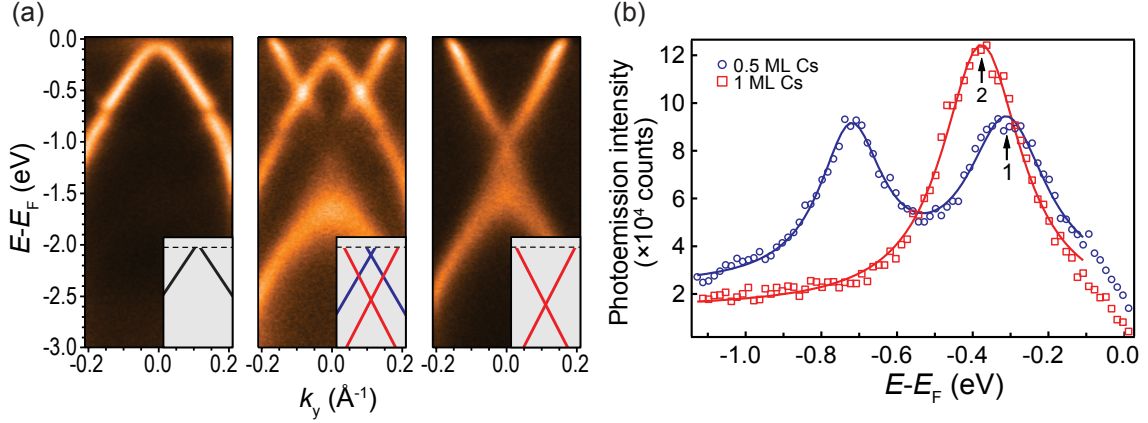 (a)
0.0
-0.5
-1.0
-1.5
-2.0
-2.5
-3.0
E-E_F (eV)
-0.2 0.0 0.2
-0.2 0.0 0.2
-0.2 0.0 0.2
k_y (Å⁻¹)
(b)
12
10
8
6
4
2
Photoemission intensity
(×10⁴ counts)
0.5 ML Cs
1 ML Cs
2
1
-1.0 -0.8 -0.6 -0.4 -0.2 0.0
E-E_F (eV)